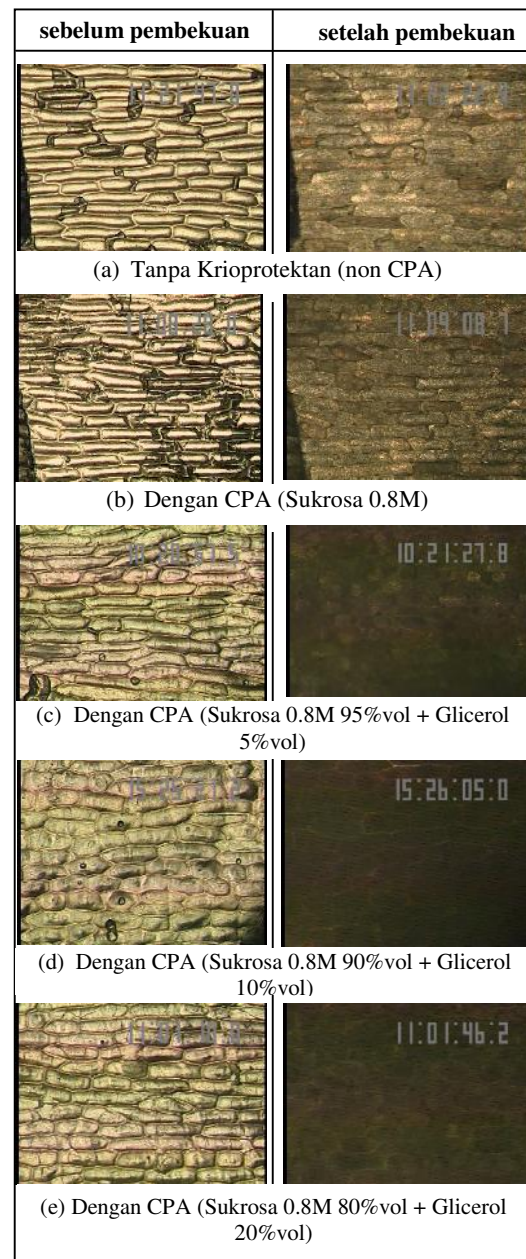 sebelum pembekuan setelah pembekuan
(a) Tanpa Krioprotektan (non CPA)
11:09:08:7
(b) Dengan CPA (Sukrosa 0.8M)
10:21:27:8
(c) Dengan CPA (Sukrosa 0.8M 95%vol + Glicerol
5%vol)
15:26:05:0
(d) Dengan CPA (Sukrosa 0.8M 90%vol + Glicerol
10%vol)
11:01:46:2
(e) Dengan CPA (Sukrosa 0.8M 80%vol + Glicerol
20%vol)